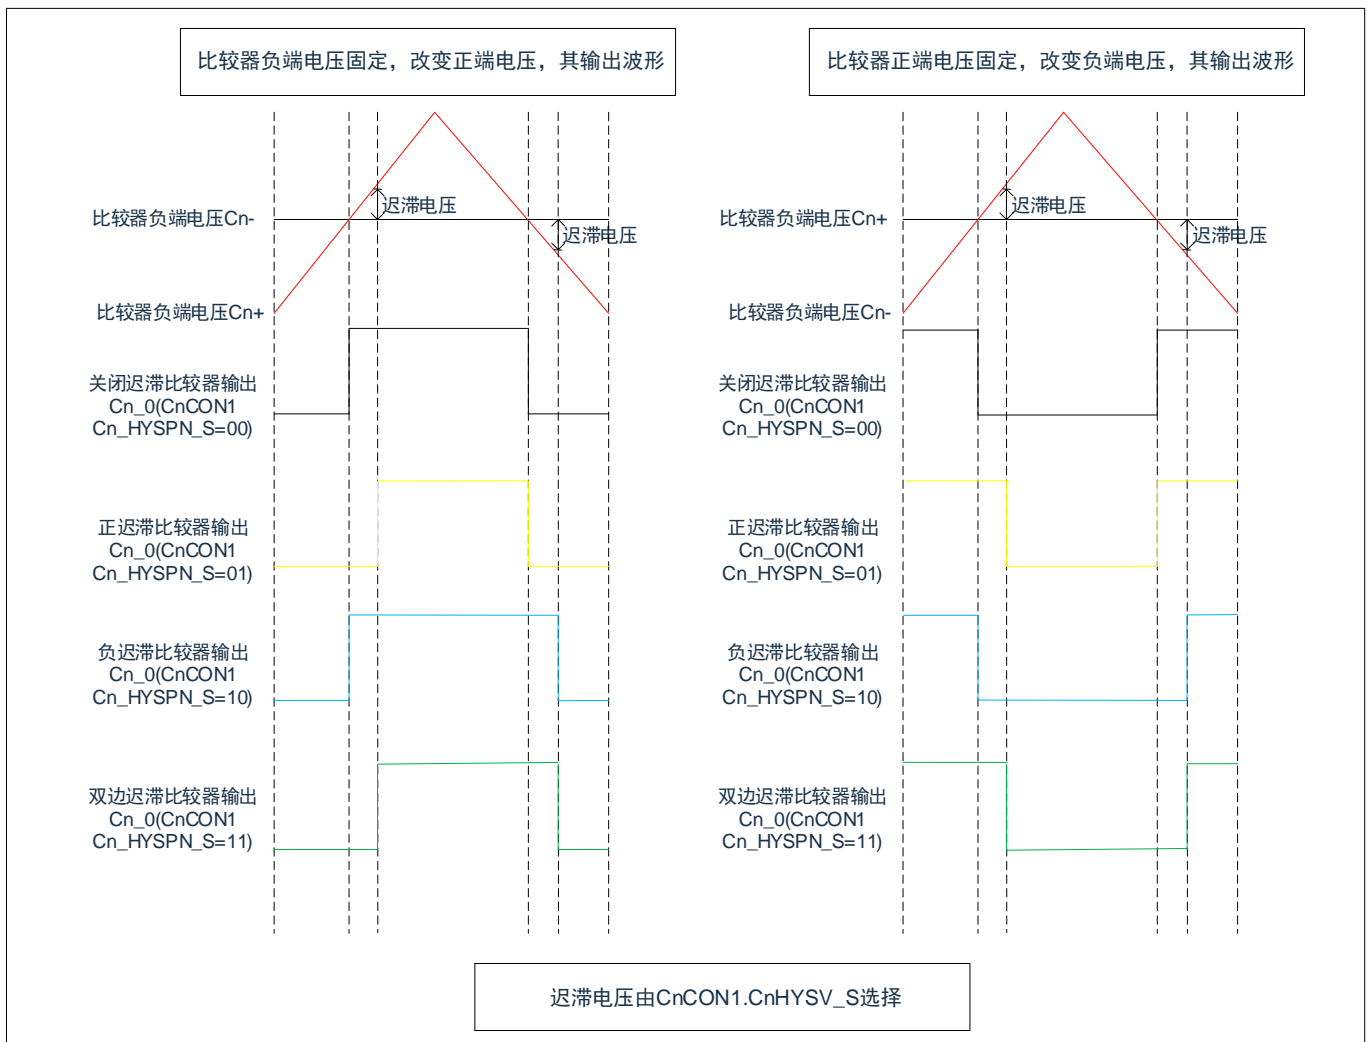 比较器负端电压固定，改变正端电压，其输出波形
迟滞电压
比较器负端电压Cn-
迟滞电压
比较器负端电压Cn+
关闭迟滞比较器输出
Cn_0(CnCON1
Cn_HYSPN_S=00)
正迟滞比较器输出
Cn_0(CnCON1
Cn_HYSPN_S=01)
负迟滞比较器输出
Cn_0(CnCON1
Cn_HYSPN_S=10)
双边迟滞比较器输出
Cn_0(CnCON1
Cn_HYSPN_S=11)
比较器正端电压固定，改变负端电压，其输出波形
迟滞电压
比较器负端电压Cn+
迟滞电压
比较器负端电压Cn-
关闭迟滞比较器输出
Cn_0(CnCON1
Cn_HYSPN_S=00)
正迟滞比较器输出
Cn_0(CnCON1
Cn_HYSPN_S=01)
负迟滞比较器输出
Cn_0(CnCON1
Cn_HYSPN_S=10)
双边迟滞比较器输出
Cn_0(CnCON1
Cn_HYSPN_S=11)
迟滞电压由CnCON1.CnHYSV_S选择